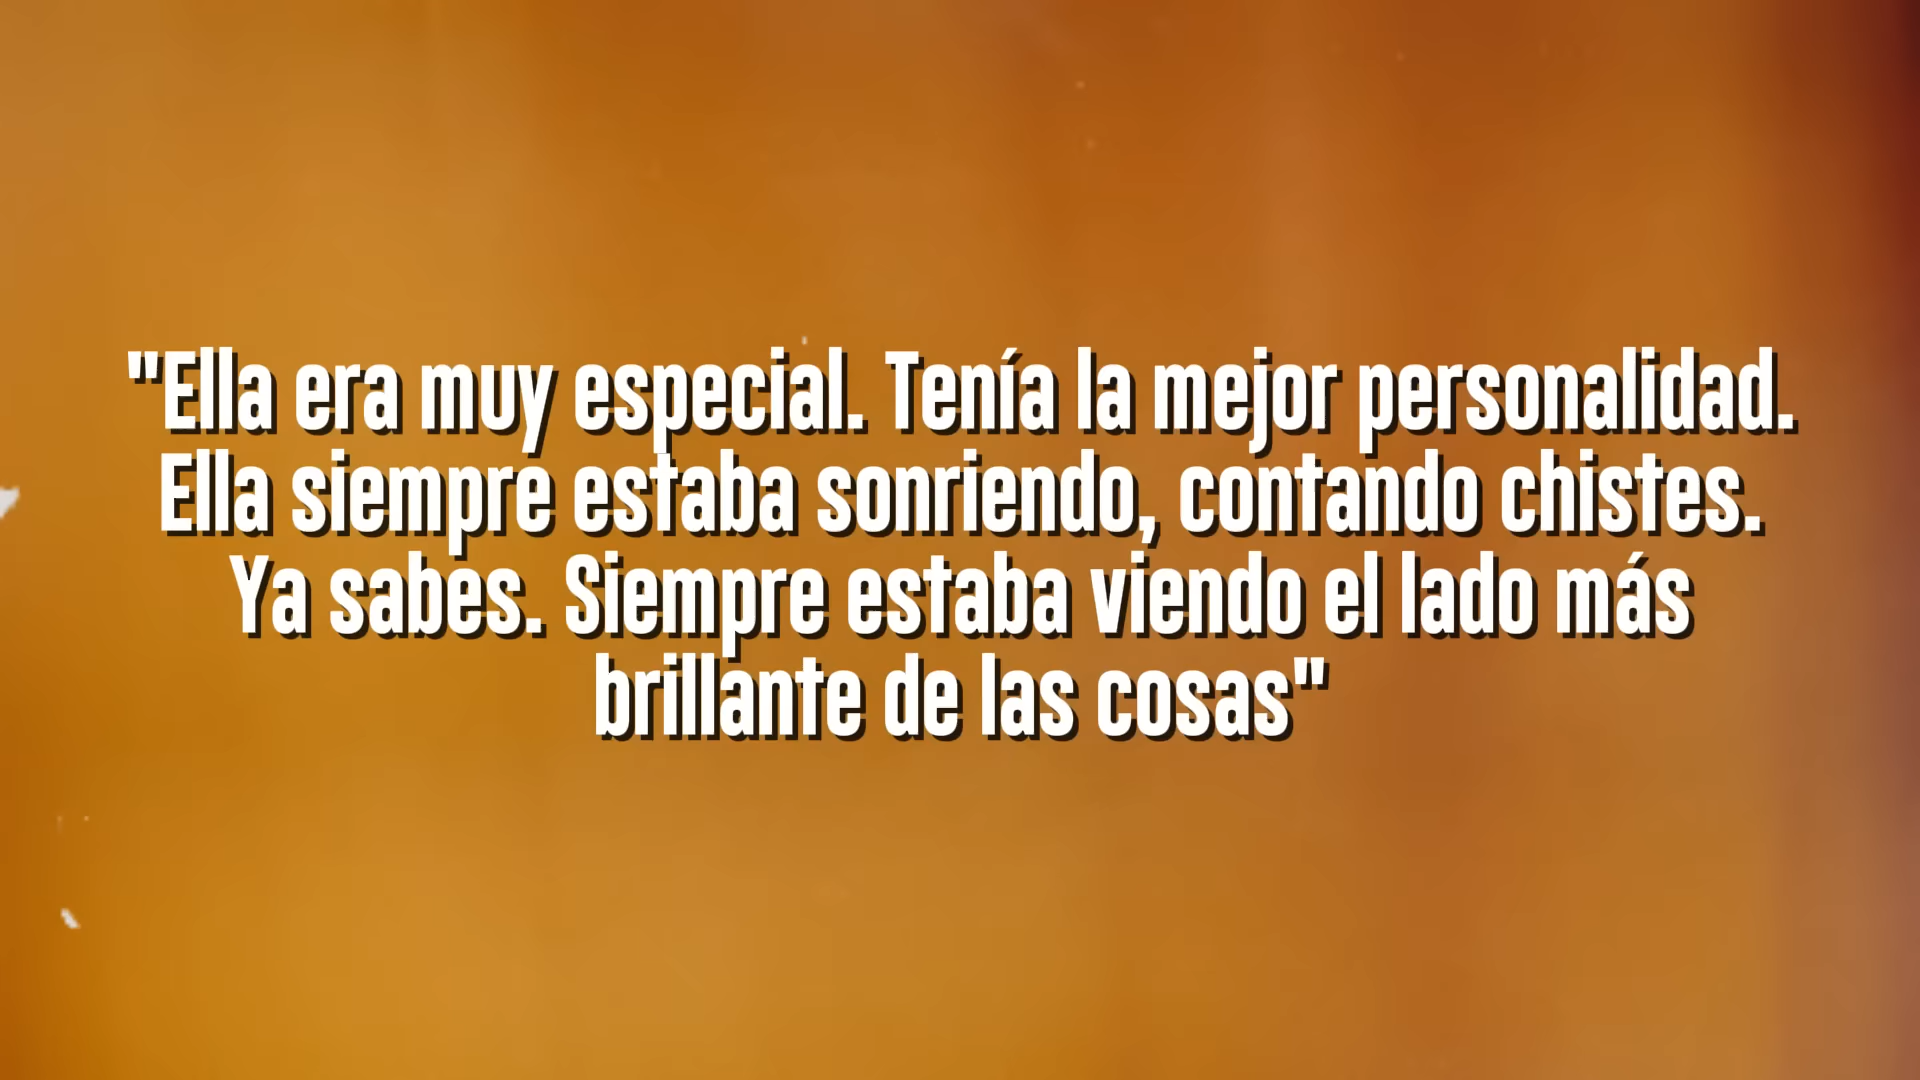 "Ella era muy especial. Tenía la mejor personalidad.
Ella siempre estaba sonriendo, contando chistes.
Ya sabes. Siempre estaba viendo el lado más
brillante de las cosas"